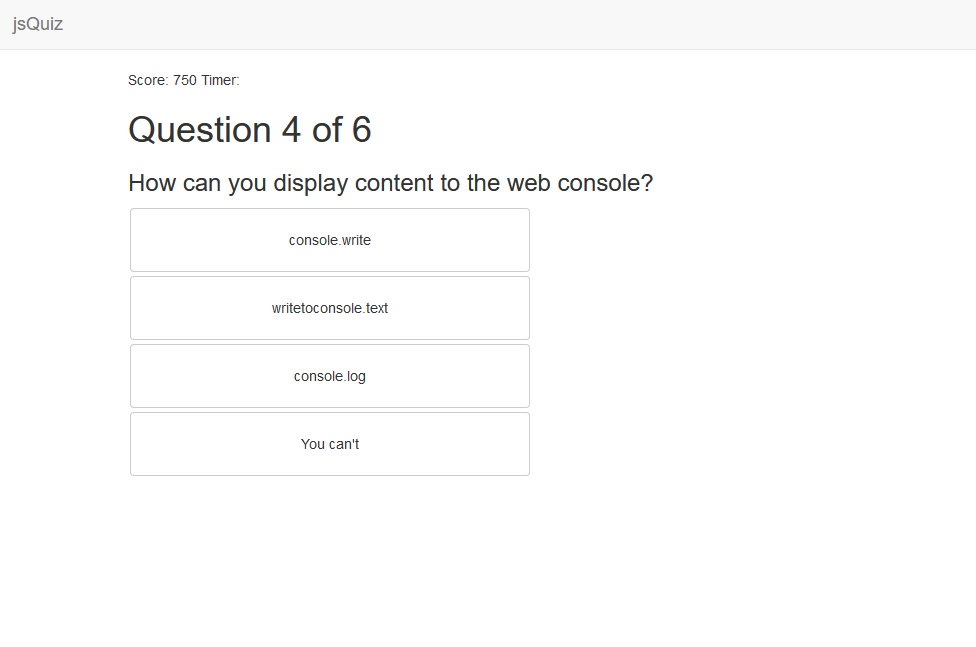 jsQuiz
Score: 750 Timer:
Question 4 of 6
How can you display content to the web console?
console.write
writetoconsole.text
console.log
You can't